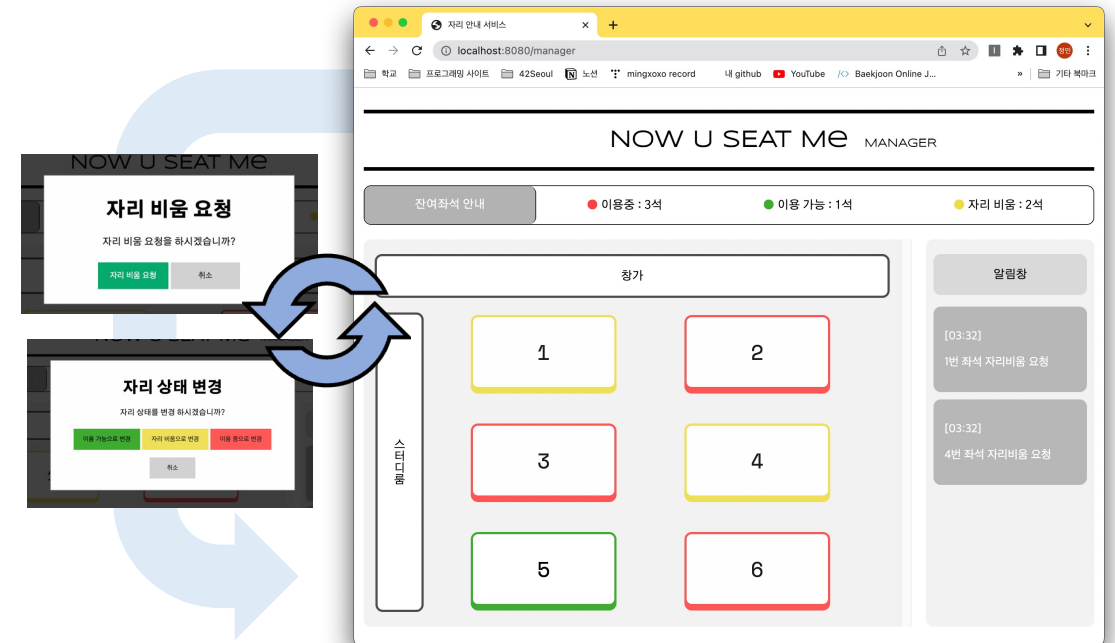 자리 안내 서비스
localhost:8080/manager
정민
학교
프로그래밍 사이트
42Seoul
노션
mingxoxo record
내 github
YouTube
Baekjoon Online J...
»
기타 북마크
NOW U SEAT Me MANAGER
잔여좌석 안내
이용중 : 3석
이용 가능 : 1석
자리 비움 : 2석
창가
스터디룸
1
2
3
4
5
6
알림창
[03:32]
1번 좌석 자리비움 요청
[03:32]
4번 좌석 자리비움 요청
NOW U SEAT Me
자리 비움 요청
자리 비움 요청을 하시겠습니까?
자리 비움 요청
취소
자리 상태 변경
자리 상태를 변경 하시겠습니까?
이용 가능으로 변경
자리 비움으로 변경
이용 중으로 변경
취소